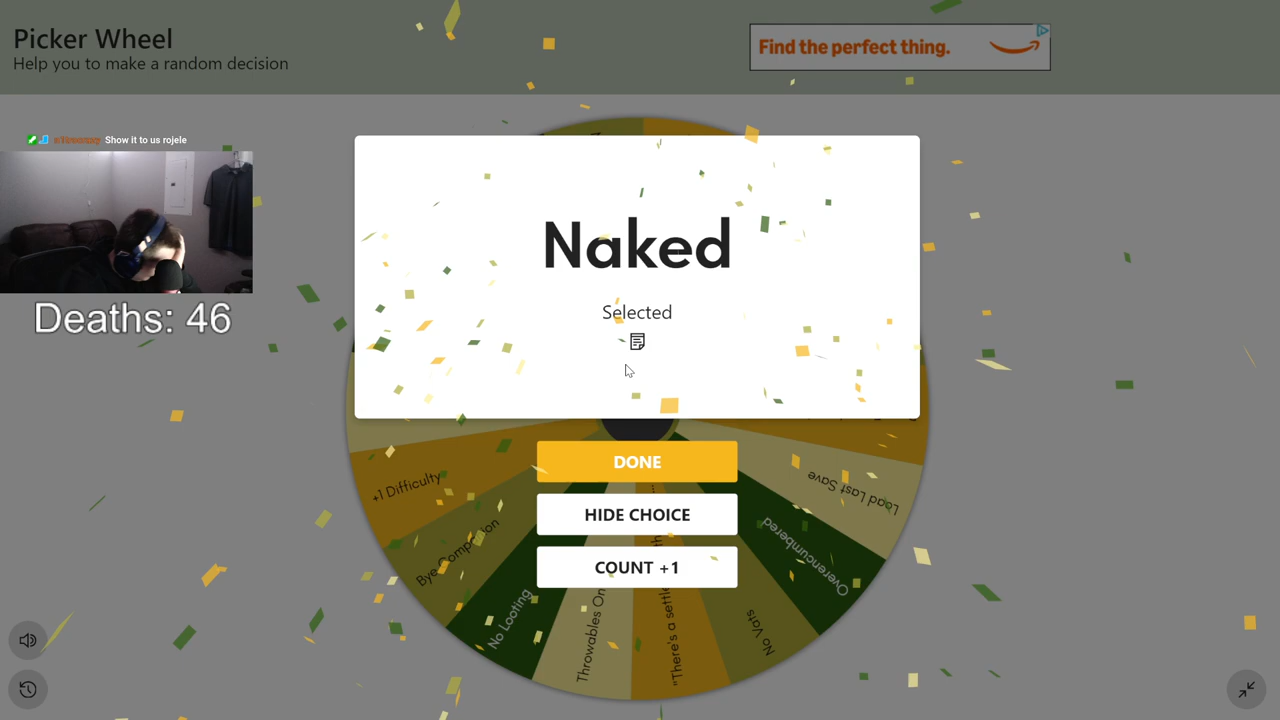 Picker Wheel
Help you to make a random decision
Find the perfect thing.
Show it to us rojele
Deaths: 46
Naked
Selected
DONE
HIDE CHOICE
COUNT +1
+1 Difficulty
Load Last Save
Overencumbered
No Looting
Throwables On
"There's a settle
No Vats